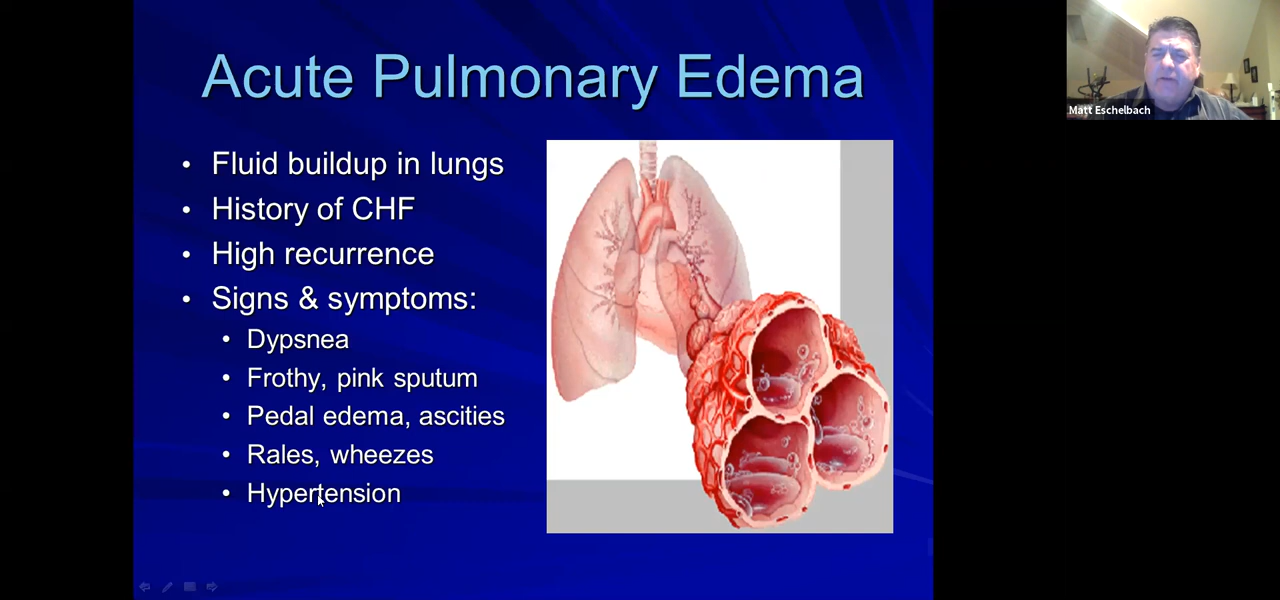 Acute Pulmonary Edema
Fluid buildup in lungs
History of CHF
High recurrence
Signs & symptoms:
Dypsnea
Frothy, pink sputum
Pedal edema, ascities
Rales, wheezes
Hypertension
Matt Eschelbach